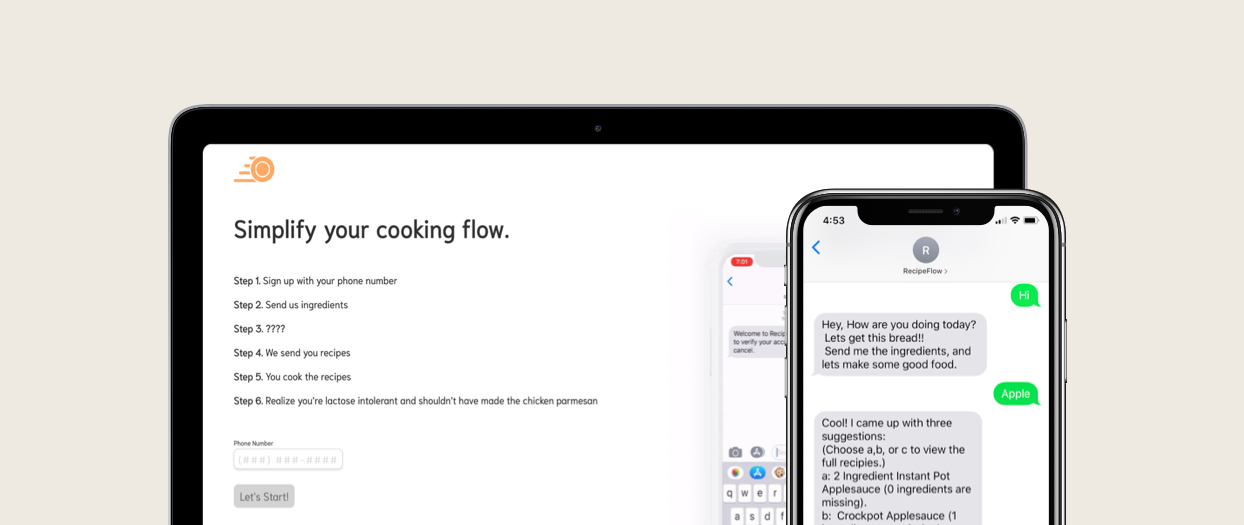 Simplify your cooking flow.
Step 1. Sign up with your phone number
Step 2. Send us ingredients
Step 3. ????
Step 4. We send you recipes
Step 5. You cook the recipes
Step 6. Realize you're lactose intolerant and shouldn't have made the chicken parmesan
Phone Number
(###) ###-####
Let's Start!
7:01
Welcome to
to verify your
cancel.
q w e r
a s d f
4:53
R
RecipeFlow >
Hi
Hey, How are you doing today?
Lets get this bread!!
Send me the ingredients, and
lets make some good food.
Apple
Cool! I came up with three
suggestions:
(Choose a,b, or c to view the
full recipies.)
a: 2 Ingredient Instant Pot
Applesauce (0 ingredients are
missing).
b: Crockpot Applesauce (1